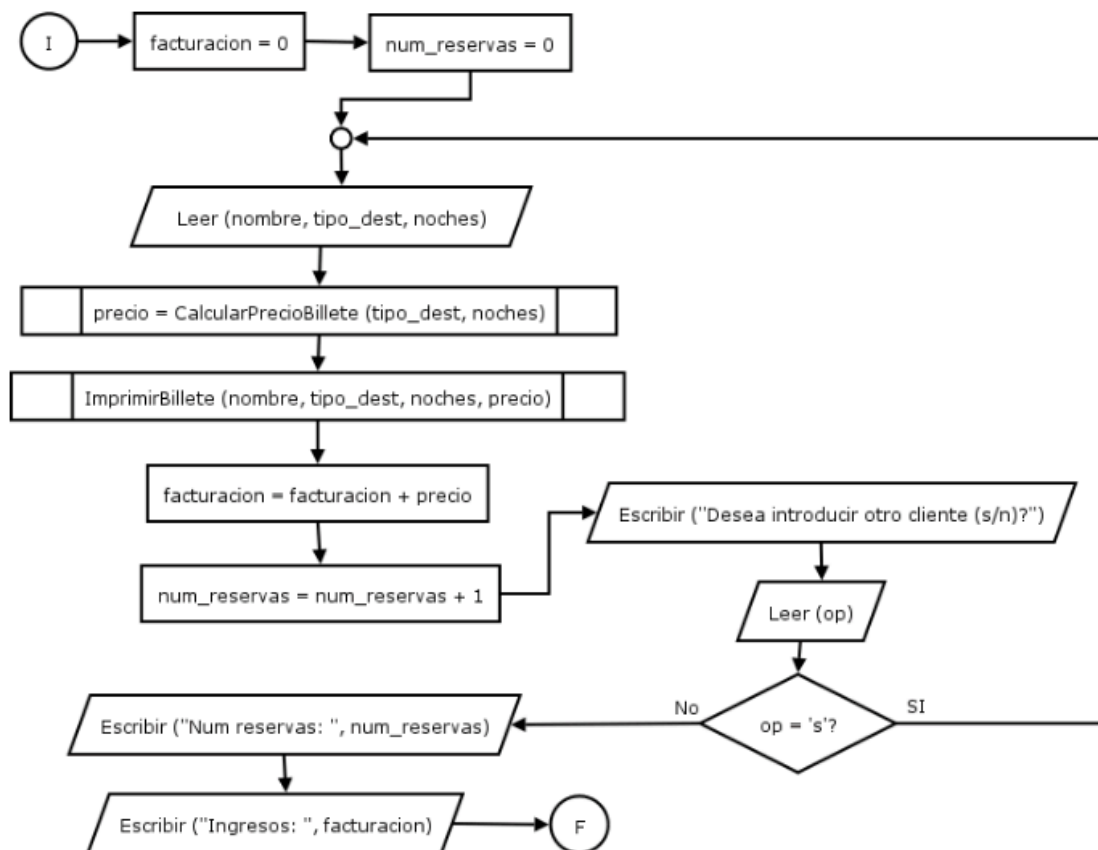 I
facturacion = 0
num_reservas = 0
Leer (nombre, tipo_dest, noches)
precio = CalcularPrecioBillete (tipo_dest, noches)
ImprimirBillete (nombre, tipo_dest, noches, precio)
facturacion = facturacion + precio
num_reservas = num_reservas + 1
Escribir ("Desea introducir otro cliente (s/n)?")
Leer (op)
op = 's'?
SI
No
Escribir ("Num reservas: ", num_reservas)
Escribir ("Ingresos: ", facturacion)
F